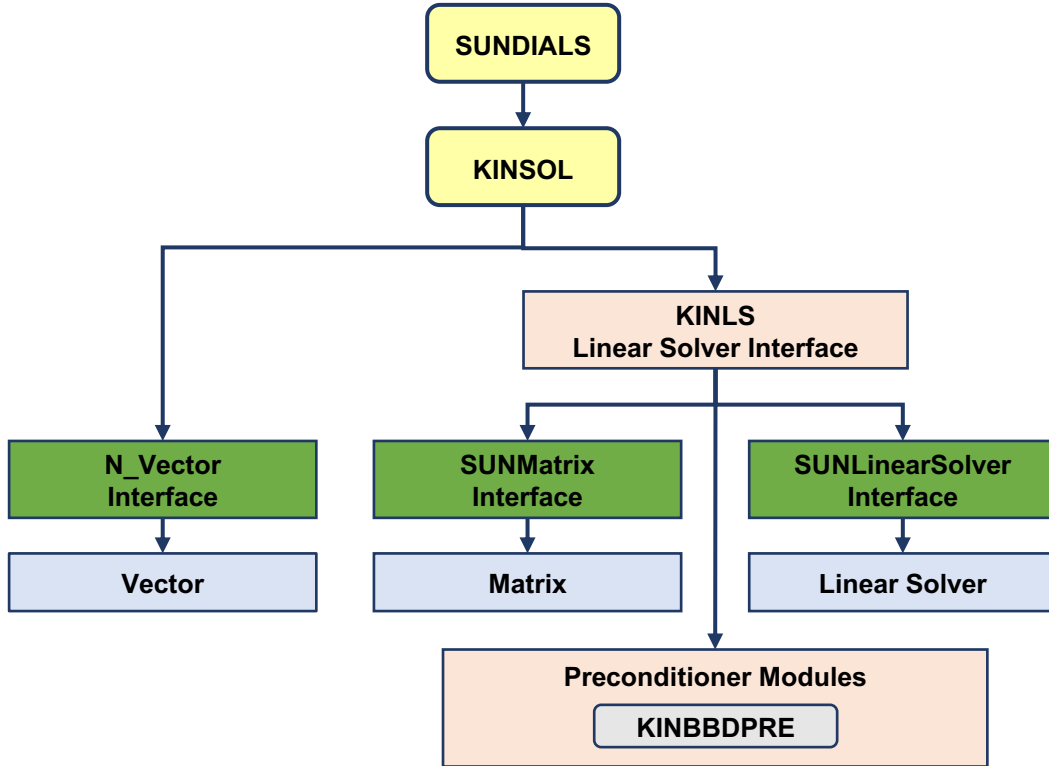 SUNDIALS
KINSOL
KINLS
Linear Solver Interface
N_Vector
Interface
SUNMatrix
Interface
SUNLinearSolver
Interface
Vector
Matrix
Linear Solver
Preconditioner Modules
KINBBDPRE